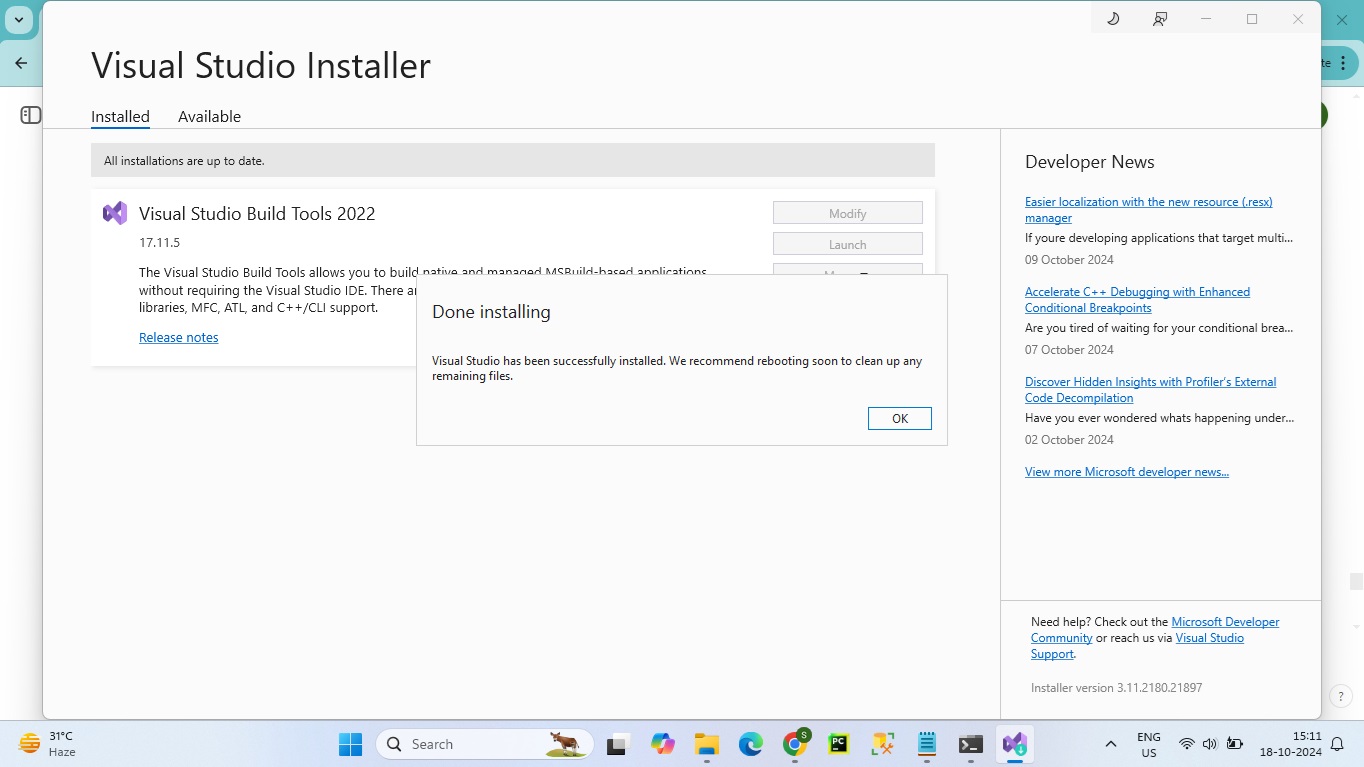 te
Visual Studio Installer
Installed Available
All installations are up to date.
Visual Studio Build Tools 2022
17.11.5
The Visual Studio Build Tools allows you to build native and managed MSBuild-based applications
without requiring the Visual Studio IDE. There a
libraries, MFC, ATL, and C++/CLI support.
Release notes
Modify
Launch
Done installing
Visual Studio has been successfully installed. We recommend rebooting soon to clean up any
remaining files.
OK
Developer News
Easier localization with the new resource (.resx)
manager
If youre developing applications that target multi...
09 October 2024
Accelerate C++ Debugging with Enhanced
Conditional Breakpoints
Are you tired of waiting for your conditional brea...
07 October 2024
Discover Hidden Insights with Profiler’s External
Code Decompilation
Have you ever wondered whats happening under...
02 October 2024
View more Microsoft developer news...
Need help? Check out the Microsoft Developer
Community or reach us via Visual Studio
Support.
Installer version 3.11.2180.21897
?
31°C
Haze
Search
S
PC
ENG
US
15:11
18-10-2024